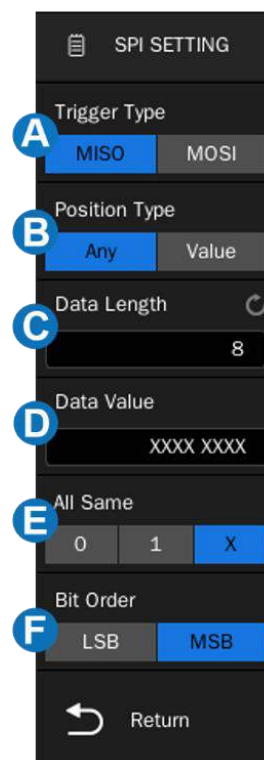 SPI SETTING
Trigger Type
A
MISO MOSI
Position Type
B
Any Value
Data Length
C
8
Data Value
D
XXXX XXXX
All Same
E
0 1 X
Bit Order
F
LSB MSB
Return